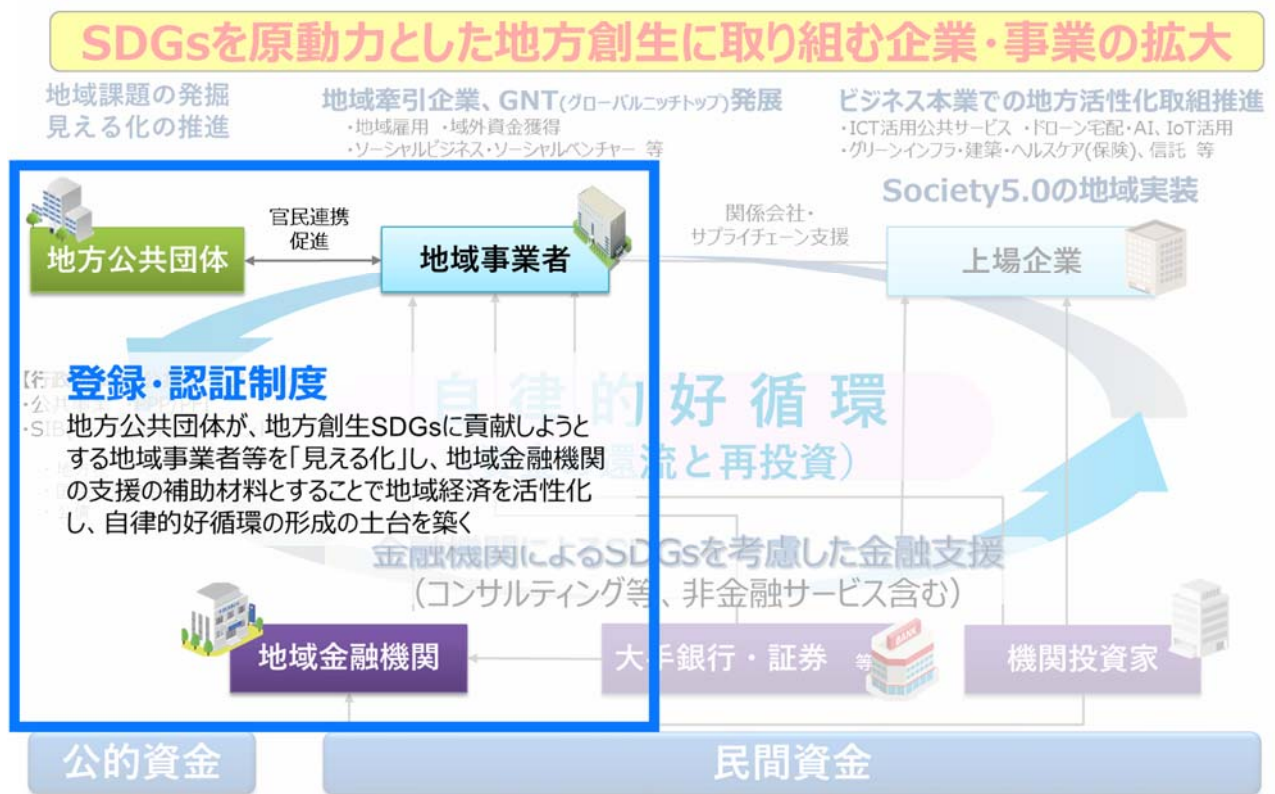 SDGsを原動力とした地方創生に取り組む企業・事業の拡大
地域課題の発掘
見える化の推進
地域牽引企業、GNT(グローバルニッチトップ)発展
・地域雇用 ・域外資金獲得
・ソーシャルビジネス・ソーシャルベンチャー 等
ビジネス本業での地方活性化取組推進
・ICT活用公共サービス ・ドローン宅配・AI、IoT活用
・グリーンインフラ・建築・ヘルスケア(保険)、信託 等
Society5.0の地域実装
地方公共団体
官民連携
促進
地域事業者
関係会社・
サプライチェーン支援
上場企業
登録・認証制度
地方公共団体が、地方創生SDGsに貢献しようと
する地域事業者等を「見える化」し、地域金融機関
の支援の補助材料とすることで地域経済を活性化
し、自律的好循環の形成の土台を築く
自律的好循環
還流と再投資）
金融機関によるSDGsを考慮した金融支援
（コンサルティング等、非金融サービス含む）
地域金融機関
大手銀行・証券 等
BANK
機関投資家
公的資金
民間資金